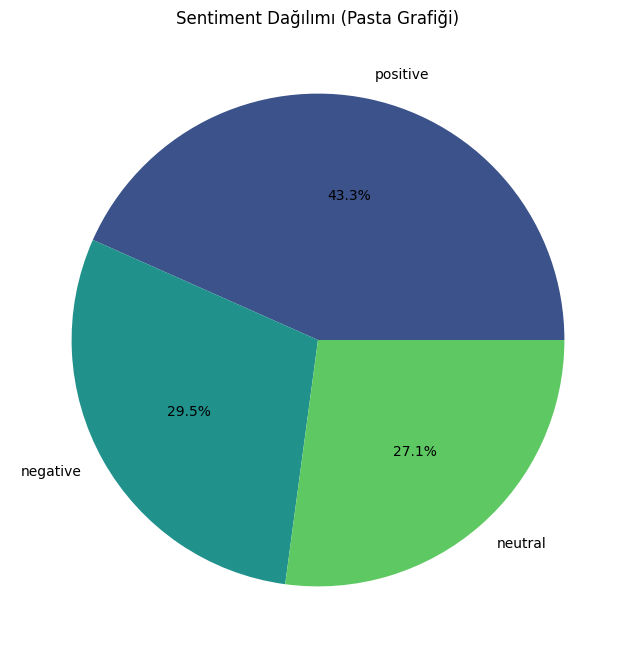 Sentiment Dağılımı (Pasta Grafiği)
positive
43.3%
29.5%
27.1%
negative
neutral